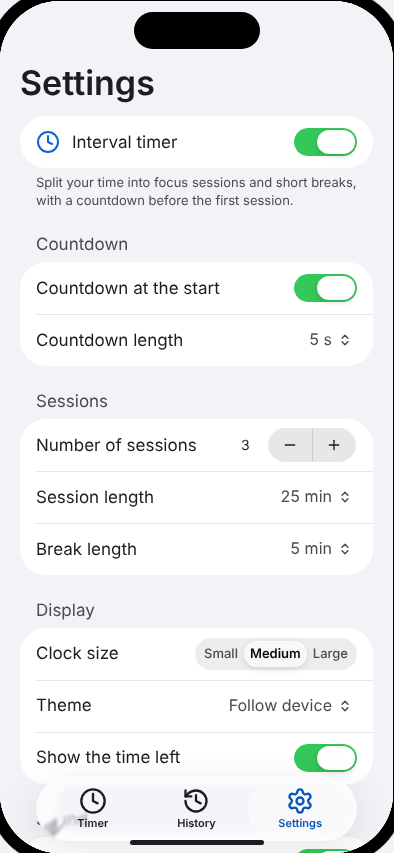 Settings
Interval timer
Split your time into focus sessions and short breaks,
with a countdown before the first session.
Countdown
Countdown at the start
Countdown length 5 s
Sessions
Number of sessions 3 − +
Session length 25 min
Break length 5 min
Display
Clock size Small Medium Large
Theme Follow device
Show the time left
Timer History Settings